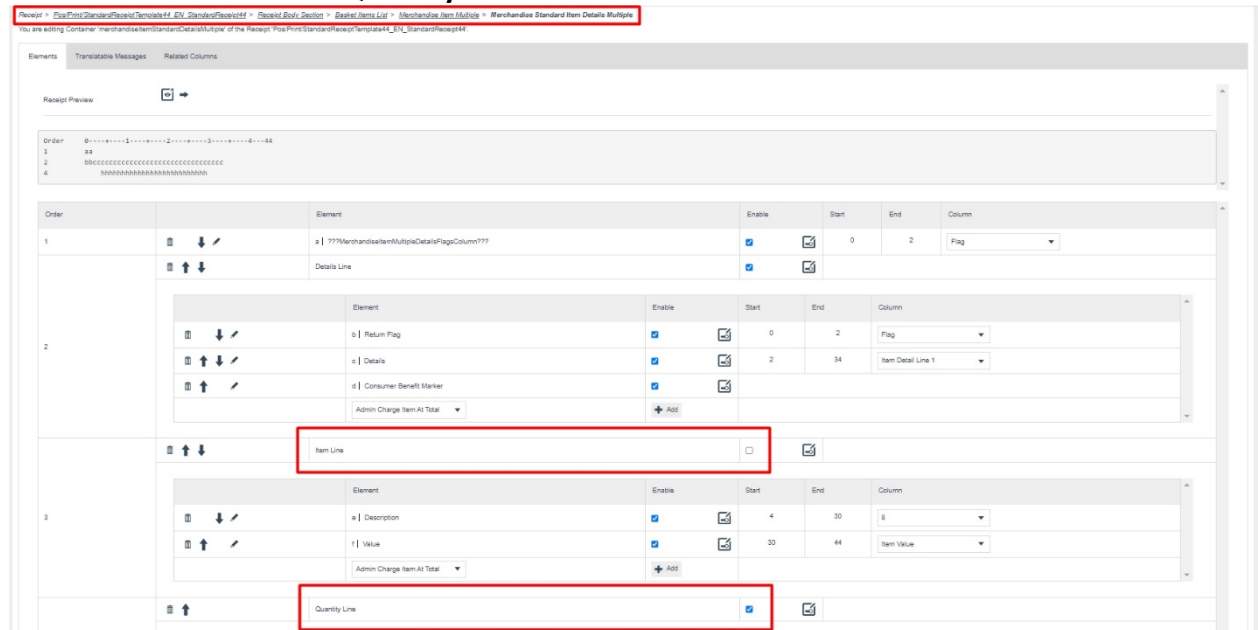 Receipt > Pos/Print/StandardReceiptTemplate44_EN_StandardReceipt44 > Receipt Body Section > Basket Items List > Merchandise Item Multiple > Merchandise Standard Item Details Multiple
You are editing Container 'merchandiseItemStandardDetailsMultiple' of the Receipt 'Pos/Print/StandardReceiptTemplate44_EN_StandardReceipt44'.
Elements Translatable Messages Related Columns
Receipt Preview
Order 0----+----1----+----2----+----3----+----4---44
1 aa
2 bbcccccccccccccccccccccccccccccccc
4 hhhhhhhhhhhhhhhhhhhhhhhhhh
Order Element Enable Start End Column
1 a | ???MerchandiseItemMultipleDetailsFlagsColumn??? 0 2 Flag
Details Line
Element Enable Start End Column
b | Return Flag 0 2 Flag
2
c | Details 2 34 Item Detail Line 1
d | Consumer Benefit Marker
Admin Charge Item At Total Add
Item Line
Element Enable Start End Column
3 e | Description 4 30 8
f | Value 30 44 Item Value
Admin Charge Item At Total Add
Quantity Line